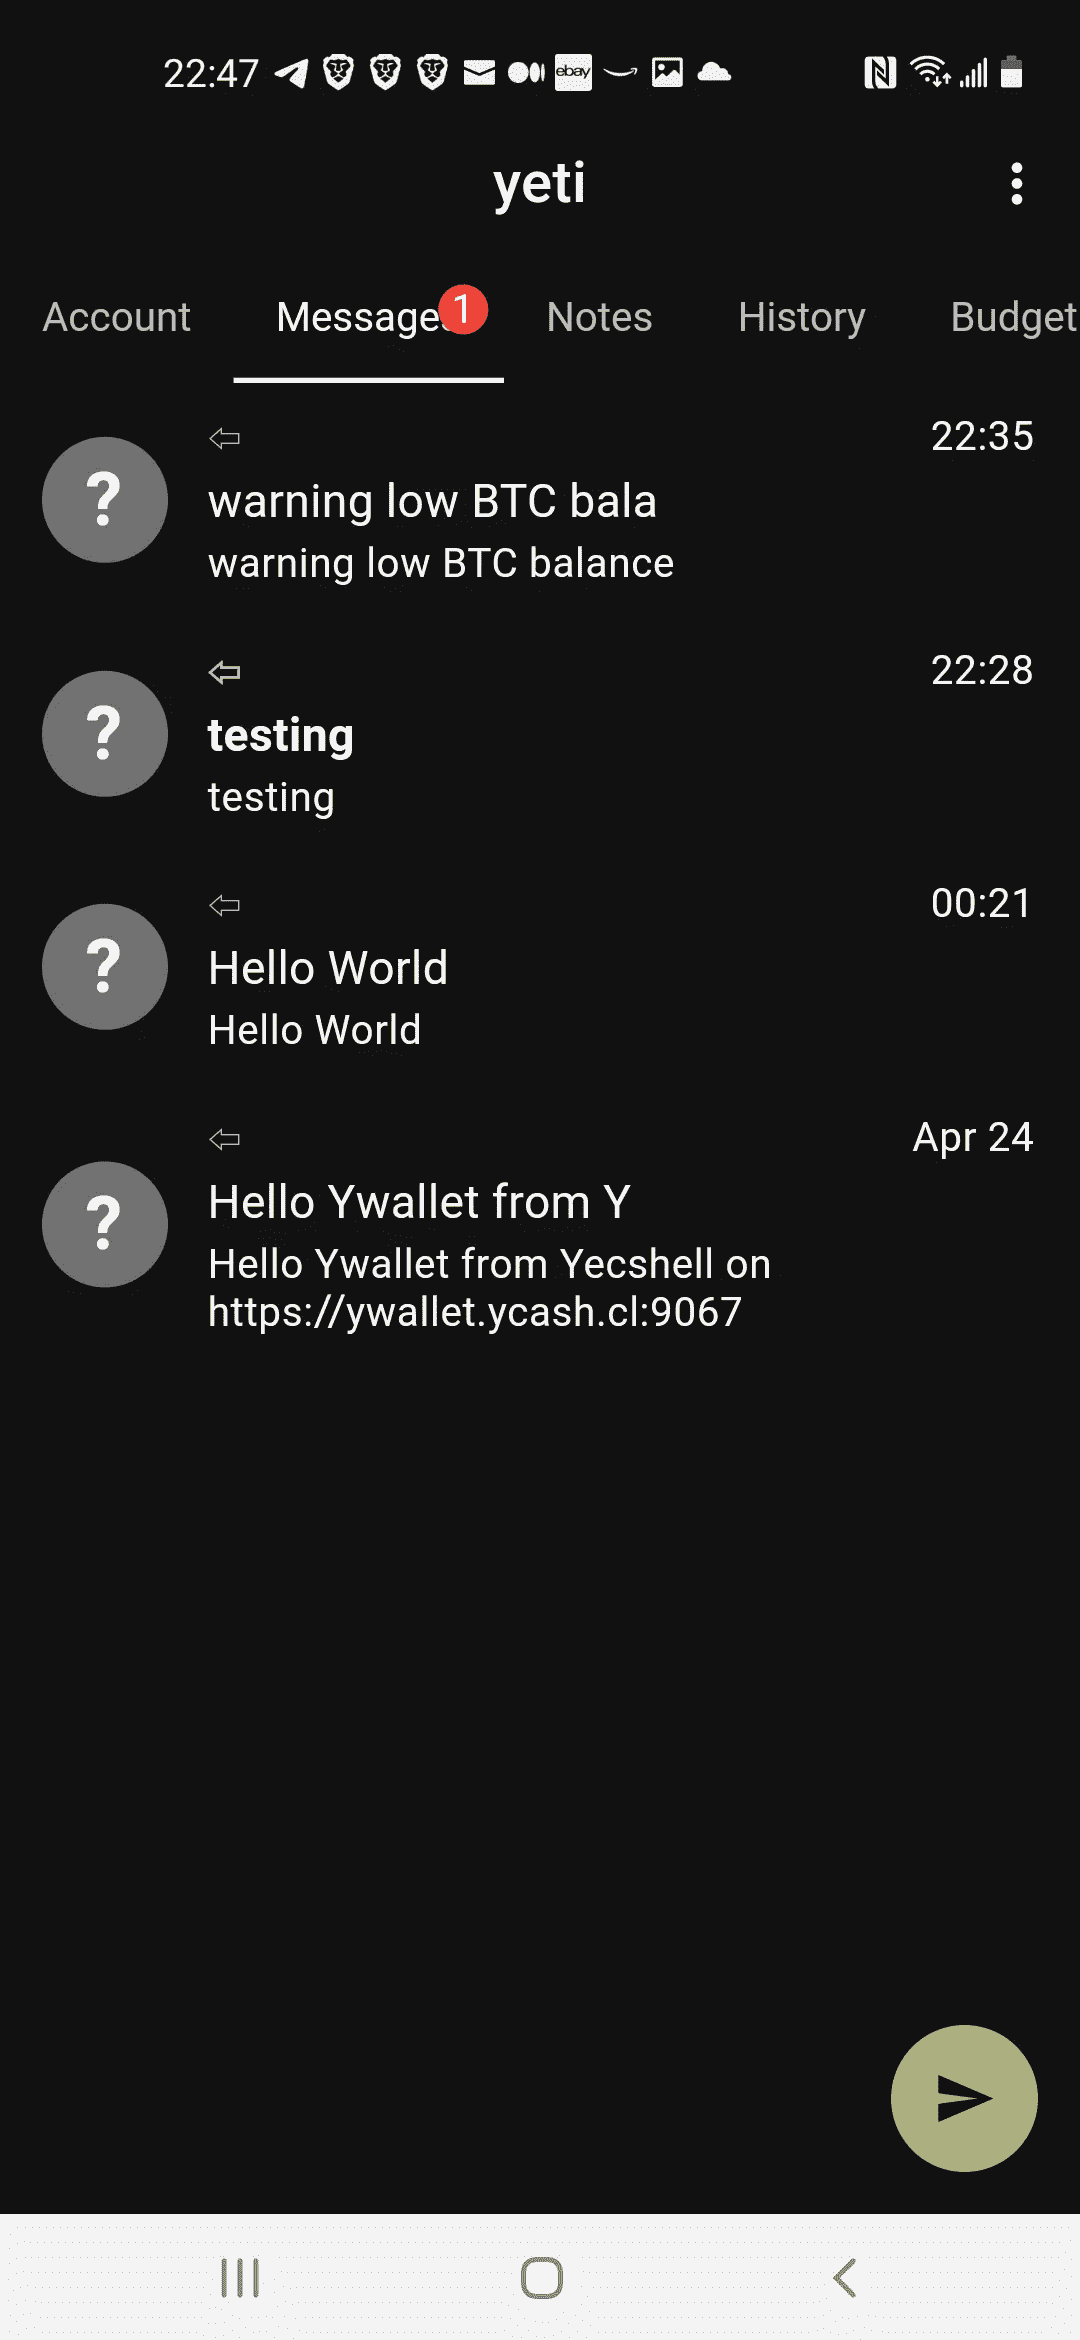 22:47
ebay
yeti
Account Messages 1 Notes History Budget
22:35
warning low BTC bala
warning low BTC balance
22:28
testing
testing
00:21
Hello World
Hello World
Apr 24
Hello Ywallet from Y
Hello Ywallet from Yecshell on
https://ywallet.ycash.cl:9067